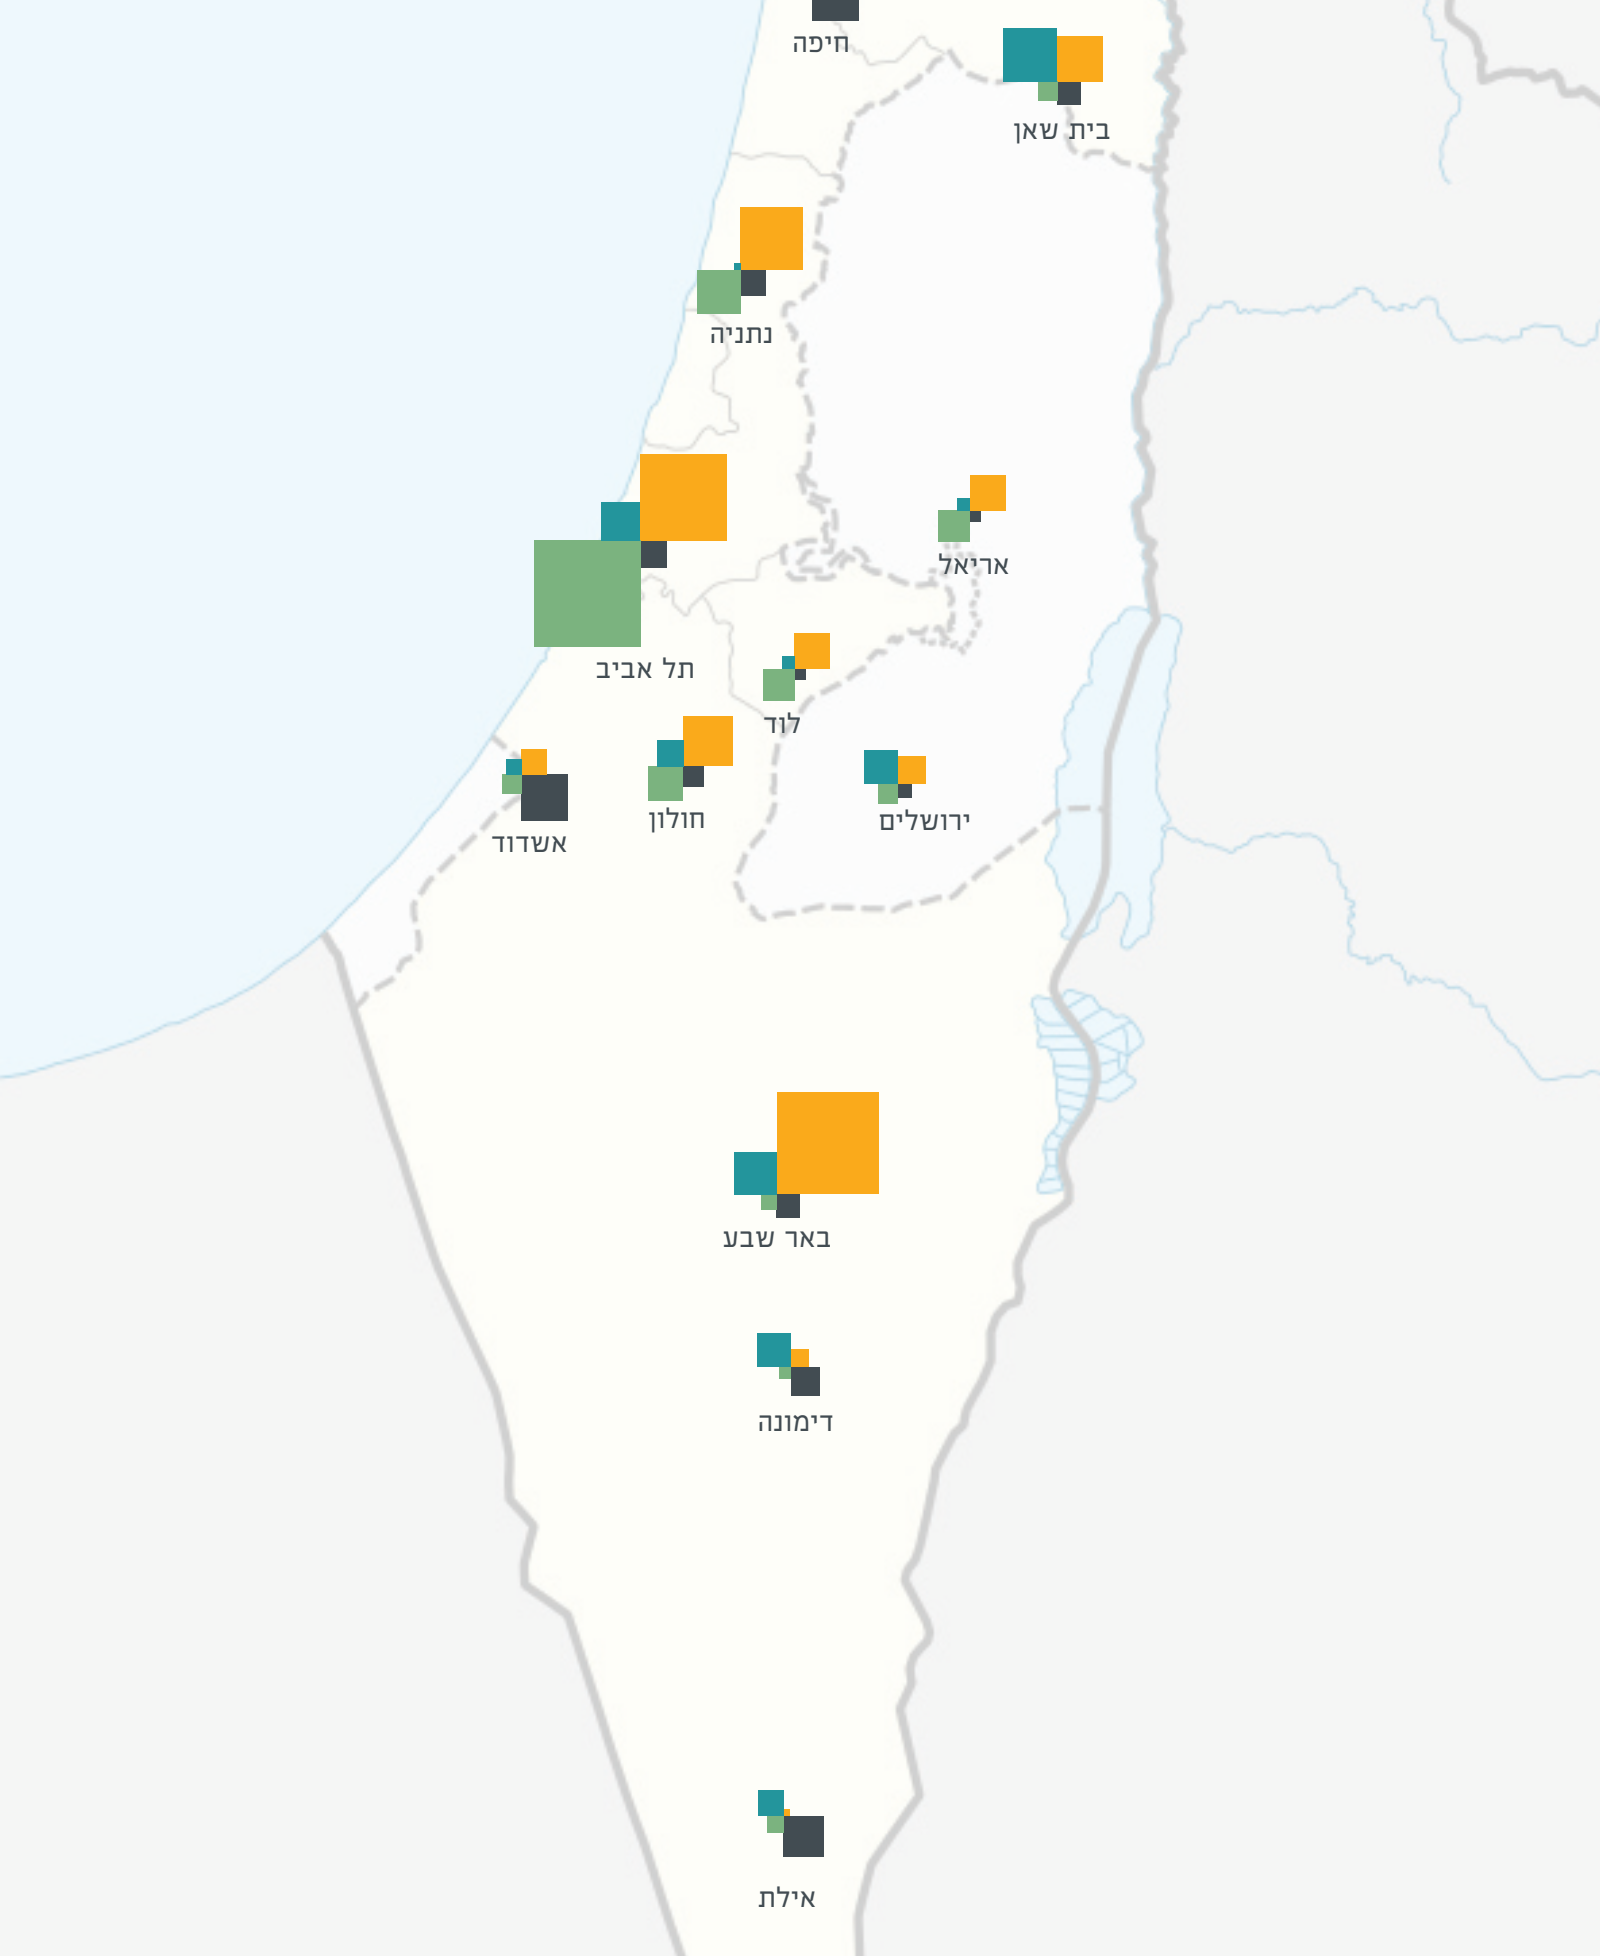 חיפה
בית שאן
נתניה
אריאל
תל אביב
לוד
חולון
ירושלים
אשדוד
באר שבע
דימונה
אילת